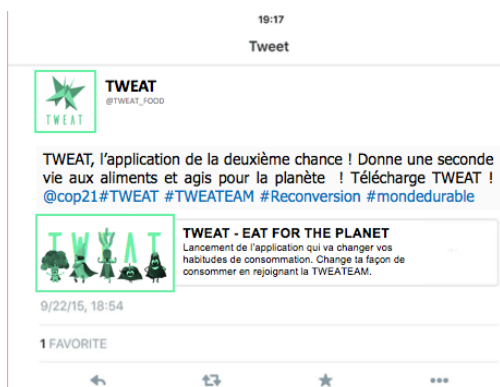 19:17
Tweet
TWEAT
@TWEAT_FOOD
TWEAT
TWEAT, l'application de la deuxième chance ! Donne une seconde
vie aux aliments et agis pour la planète ! Télécharge TWEAT !
@cop21#TWEAT #TWEATEAM #Reconversion #mondedurable
TWEAT
TWEAT - EAT FOR THE PLANET
Lancement de l'application qui va changer vos
habitudes de consommation. Change ta façon de
consommer en rejoignant la TWEATEAM.
9/22/15, 18:54
1 FAVORITE